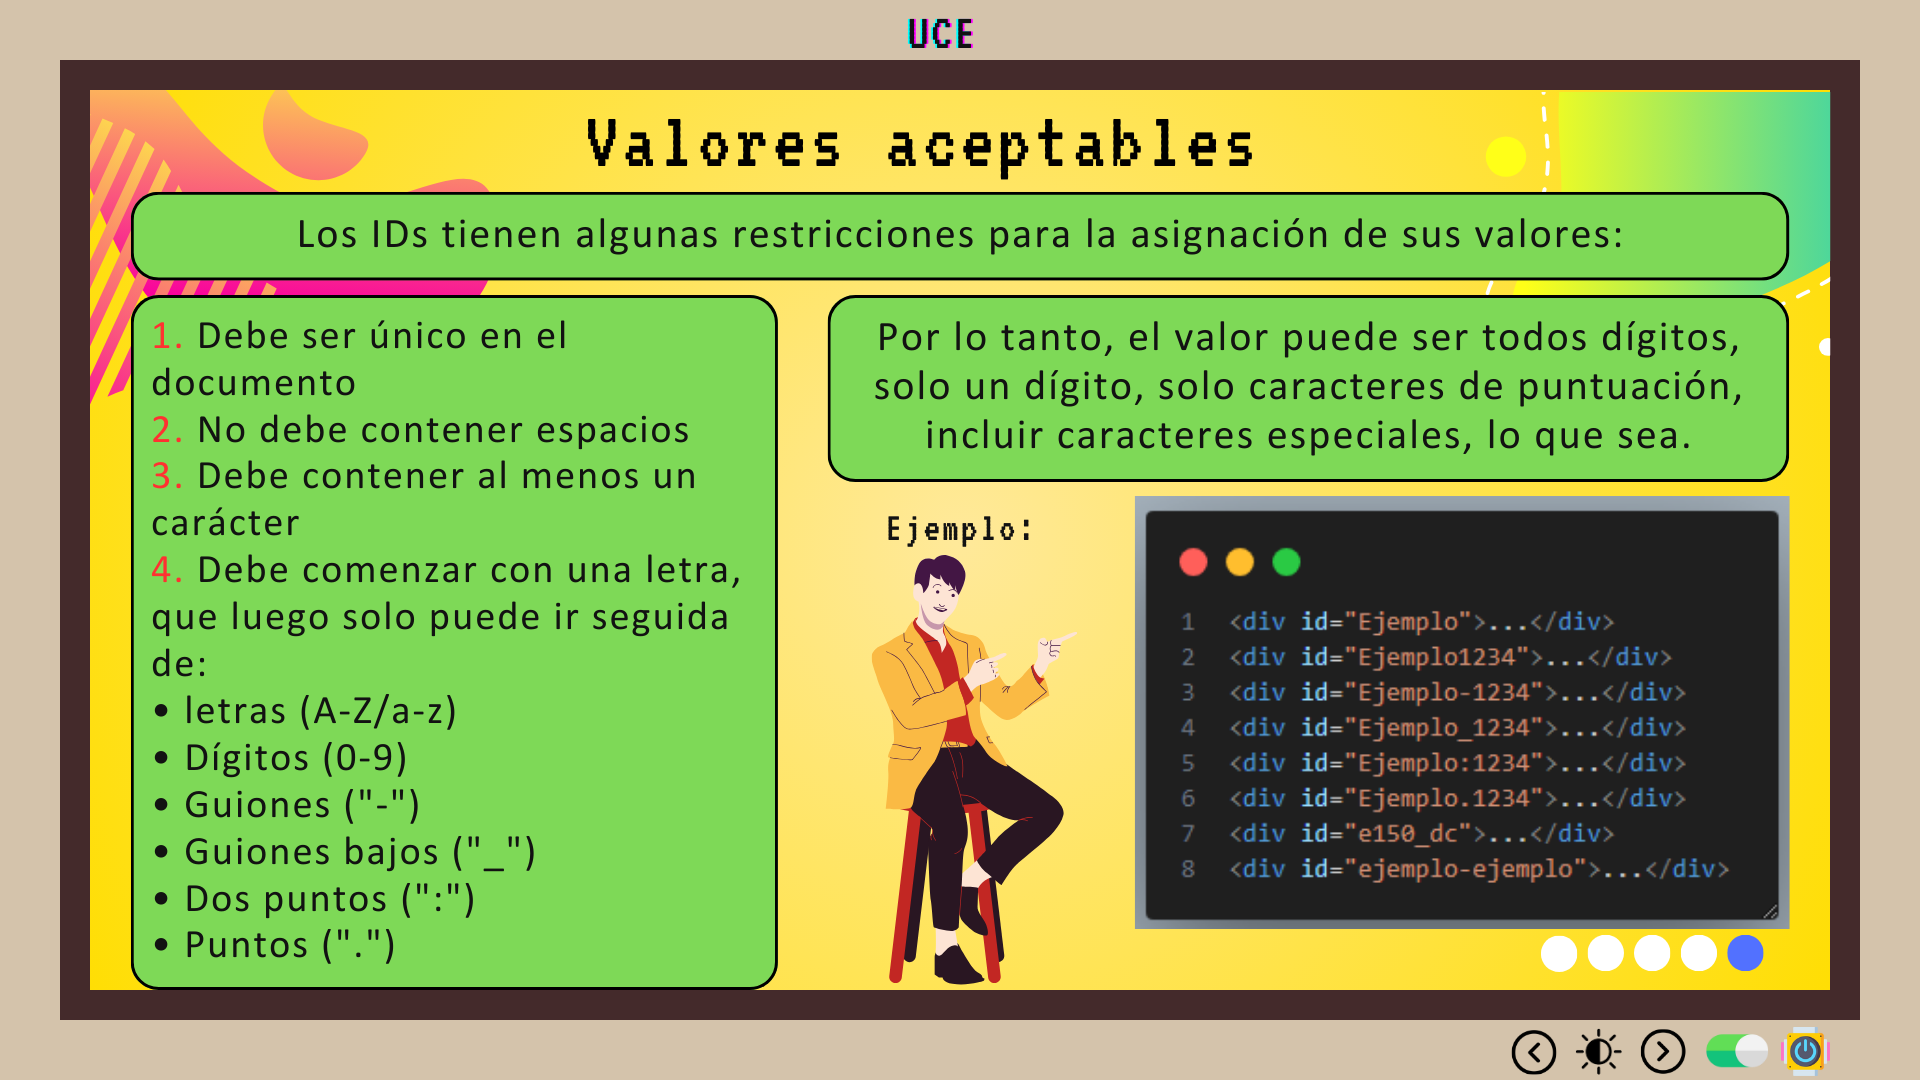 UCE
Valores aceptables
Los IDs tienen algunas restricciones para la asignación de sus valores:
1. Debe ser único en el
documento
2. No debe contener espacios
3. Debe contener al menos un
carácter
4. Debe comenzar con una letra,
que luego solo puede ir seguida
de:
• letras (A-Z/a-z)
• Dígitos (0-9)
• Guiones ("-")
• Guiones bajos ("_")
• Dos puntos (":")
• Puntos (".")
Por lo tanto, el valor puede ser todos dígitos,
solo un dígito, solo caracteres de puntuación,
incluir caracteres especiales, lo que sea.
Ejemplo:
1 <div id="Ejemplo">...</div>
2 <div id="Ejemplo1234">...</div>
3 <div id="Ejemplo-1234">...</div>
4 <div id="Ejemplo_1234">...</div>
5 <div id="Ejemplo:1234">...</div>
6 <div id="Ejemplo.1234">...</div>
7 <div id="e150_dc">...</div>
8 <div id="ejemplo-ejemplo">...</div>